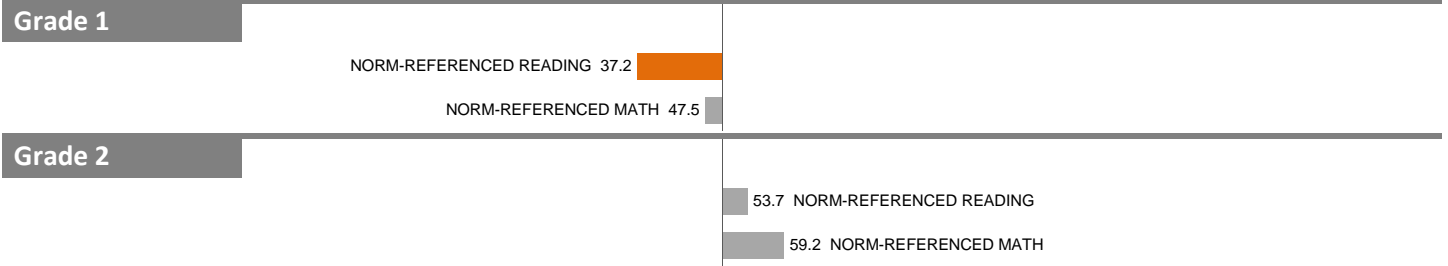 Grade 1
NORM-REFERENCED READING 37.2
NORM-REFERENCED MATH 47.5
Grade 2
53.7 NORM-REFERENCED READING
59.2 NORM-REFERENCED MATH